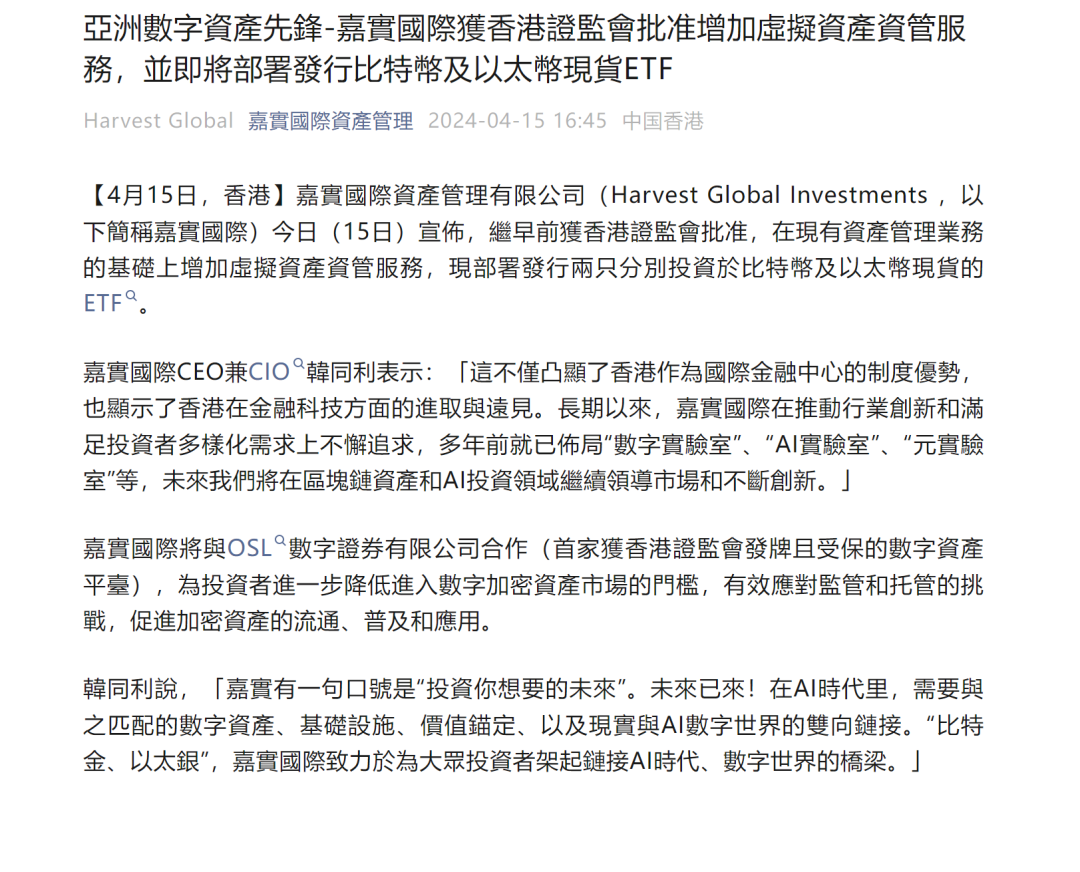 亞洲數字資產先鋒-嘉實國際獲香港證監會批准增加虛擬資產資管服
務，並即將部署發行比特幣及以太幣現貨ETF
Harvest Global 嘉實國際資產管理 2024-04-15 16:45 中国香港
【4月15日，香港】嘉實國際資產管理有限公司（Harvest Global Investments ，以
下簡稱嘉實國際）今日（15日）宣佈，繼早前獲香港證監會批准，在現有資產管理業務
的基礎上增加虛擬資產資管服務，現部署發行兩只分別投資於比特幣及以太幣現貨的
ETF。
嘉實國際CEO兼CIO韓同利表示：「這不僅凸顯了香港作為國際金融中心的制度優勢，
也顯示了香港在金融科技方面的進取與遠見。長期以來，嘉實國際在推動行業創新和滿
足投資者多樣化需求上不懈追求，多年前就已佈局“數字實驗室”、“AI實驗室”、“元實驗
室”等，未來我們將在區塊鏈資產和AI投資領域繼續領導市場和不斷創新。」
嘉實國際將與OSL數字證券有限公司合作（首家獲香港證監會發牌且受保的數字資產
平臺），為投資者進一步降低進入數字加密資產市場的門檻，有效應對監管和托管的挑
戰，促進加密資產的流通、普及和應用。
韓同利說，「嘉實有一句口號是“投資你想要的未來”。未來已來！在AI時代里，需要與
之匹配的數字資產、基礎設施、價值錨定、以及現實與AI數字世界的雙向鏈接。“比特
金、以太銀”，嘉實國際致力於為大眾投資者架起鏈接AI時代、數字世界的橋梁。」